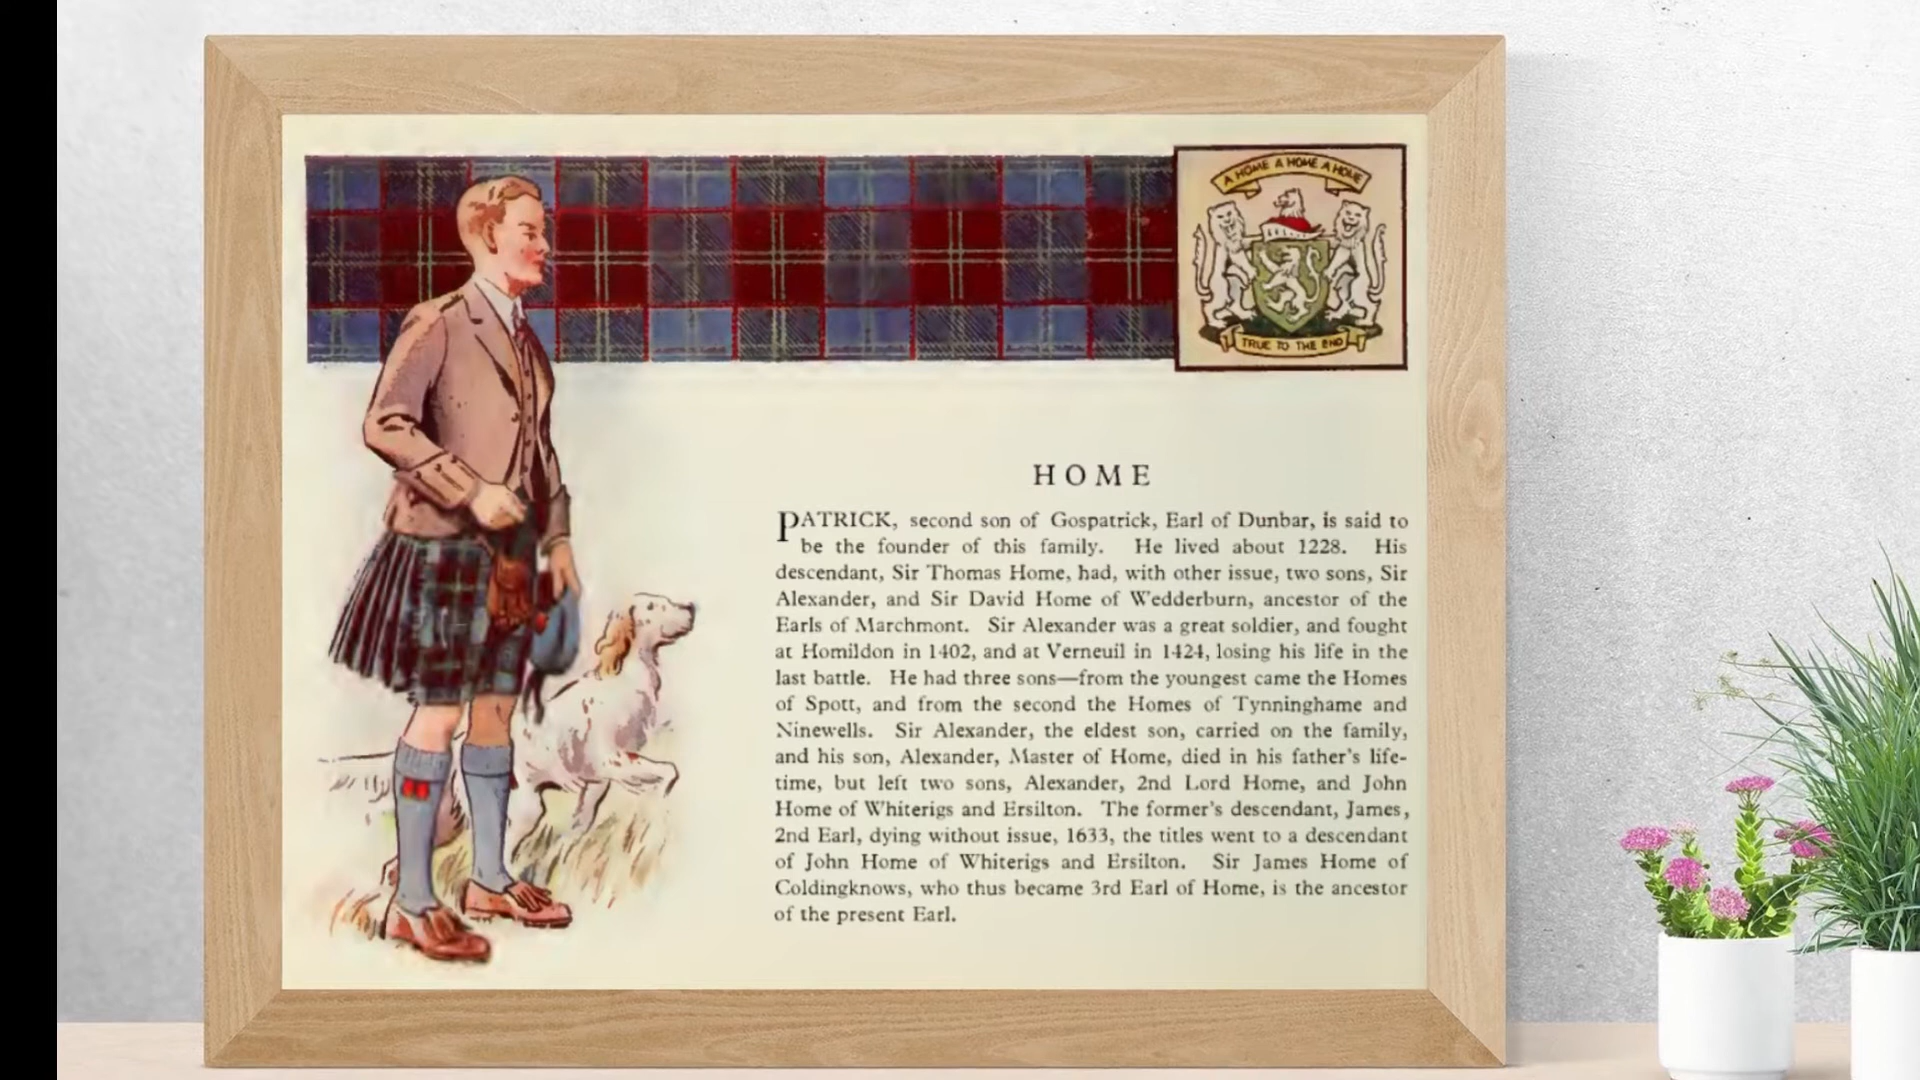 A HOME A HOME A HOME
TRUE TO THE END
HOME
PATRICK, second son of Gospatrick, Earl of Dunbar, is said to
be the founder of this family. He lived about 1228. His
descendant, Sir Thomas Home, had, with other issue, two sons, Sir
Alexander, and Sir David Home of Wedderburn, ancestor of the
Earls of Marchmont. Sir Alexander was a great soldier, and fought
at Homildon in 1402, and at Verneuil in 1424, losing his life in the
last battle. He had three sons—from the youngest came the Homes
of Spott, and from the second the Homes of Tynninghame and
Ninewells. Sir Alexander, the eldest son, carried on the family,
and his son, Alexander, Master of Home, died in his father's life-
time, but left two sons, Alexander, 2nd Lord Home, and John
Home of Whiterigs and Ersilton. The former's descendant, James,
2nd Earl, dying without issue, 1633, the titles went to a descendant
of John Home of Whiterigs and Ersilton. Sir James Home of
Coldingknows, who thus became 3rd Earl of Home, is the ancestor
of the present Earl.